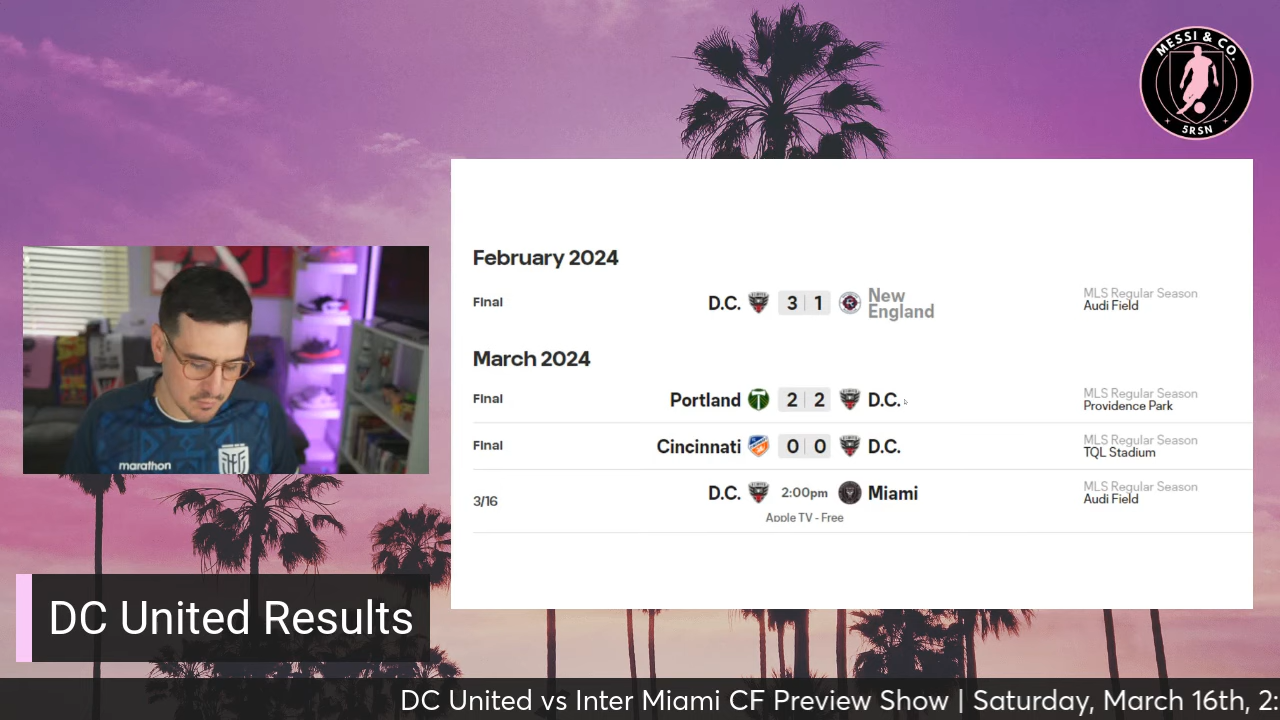 MESSI & CO.
SRSN
February 2024
Final
D.C. 3 | 1 New England
MLS Regular Season
Audi Field
March 2024
Final
Portland 2 | 2 D.C.
MLS Regular Season
Providence Park
Final
Cincinnati 0 | 0 D.C.
MLS Regular Season
TQL Stadium
3/16
D.C. 2:00pm Miami
Apple TV - Free
MLS Regular Season
Audi Field
marathon
DC United Results
DC United vs Inter Miami CF Preview Show | Saturday, March 16th, 2: